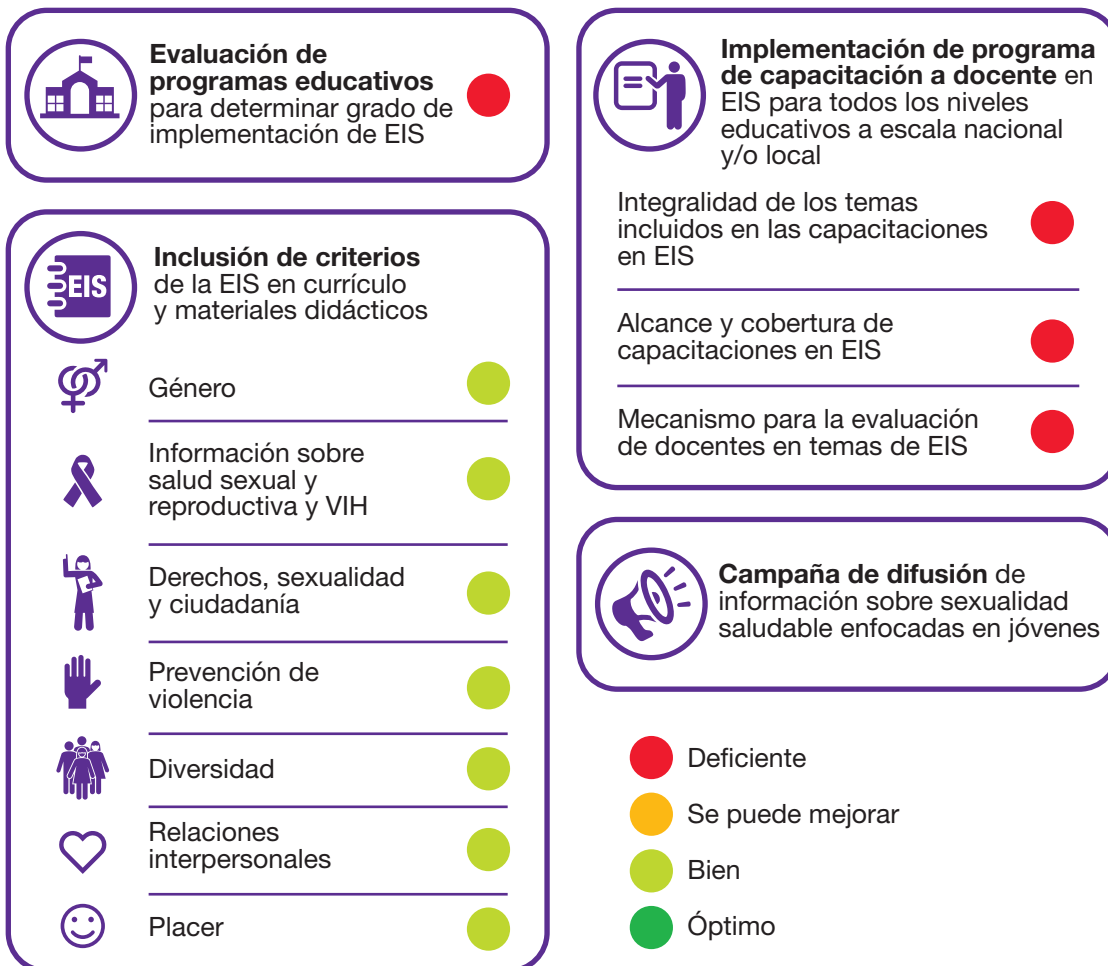 Evaluación de
programas educativos
para determinar grado de
implementación de EIS
EIS
Inclusión de criterios
de la EIS en currículo
y materiales didácticos
Género
Información sobre
salud sexual y
reproductiva y VIH
Derechos, sexualidad
y ciudadanía
Prevención de
violencia
Diversidad
Relaciones
interpersonales
Placer
Implementación de programa
de capacitación a docente en
EIS para todos los niveles
educativos a escala nacional
y/o local
Integralidad de los temas
incluidos en las capacitaciones
en EIS
Alcance y cobertura de
capacitaciones en EIS
Mecanismo para la evaluación
de docentes en temas de EIS
Campaña de difusión de
información sobre sexualidad
saludable enfocadas en jóvenes
Deficiente
Se puede mejorar
Bien
Óptimo